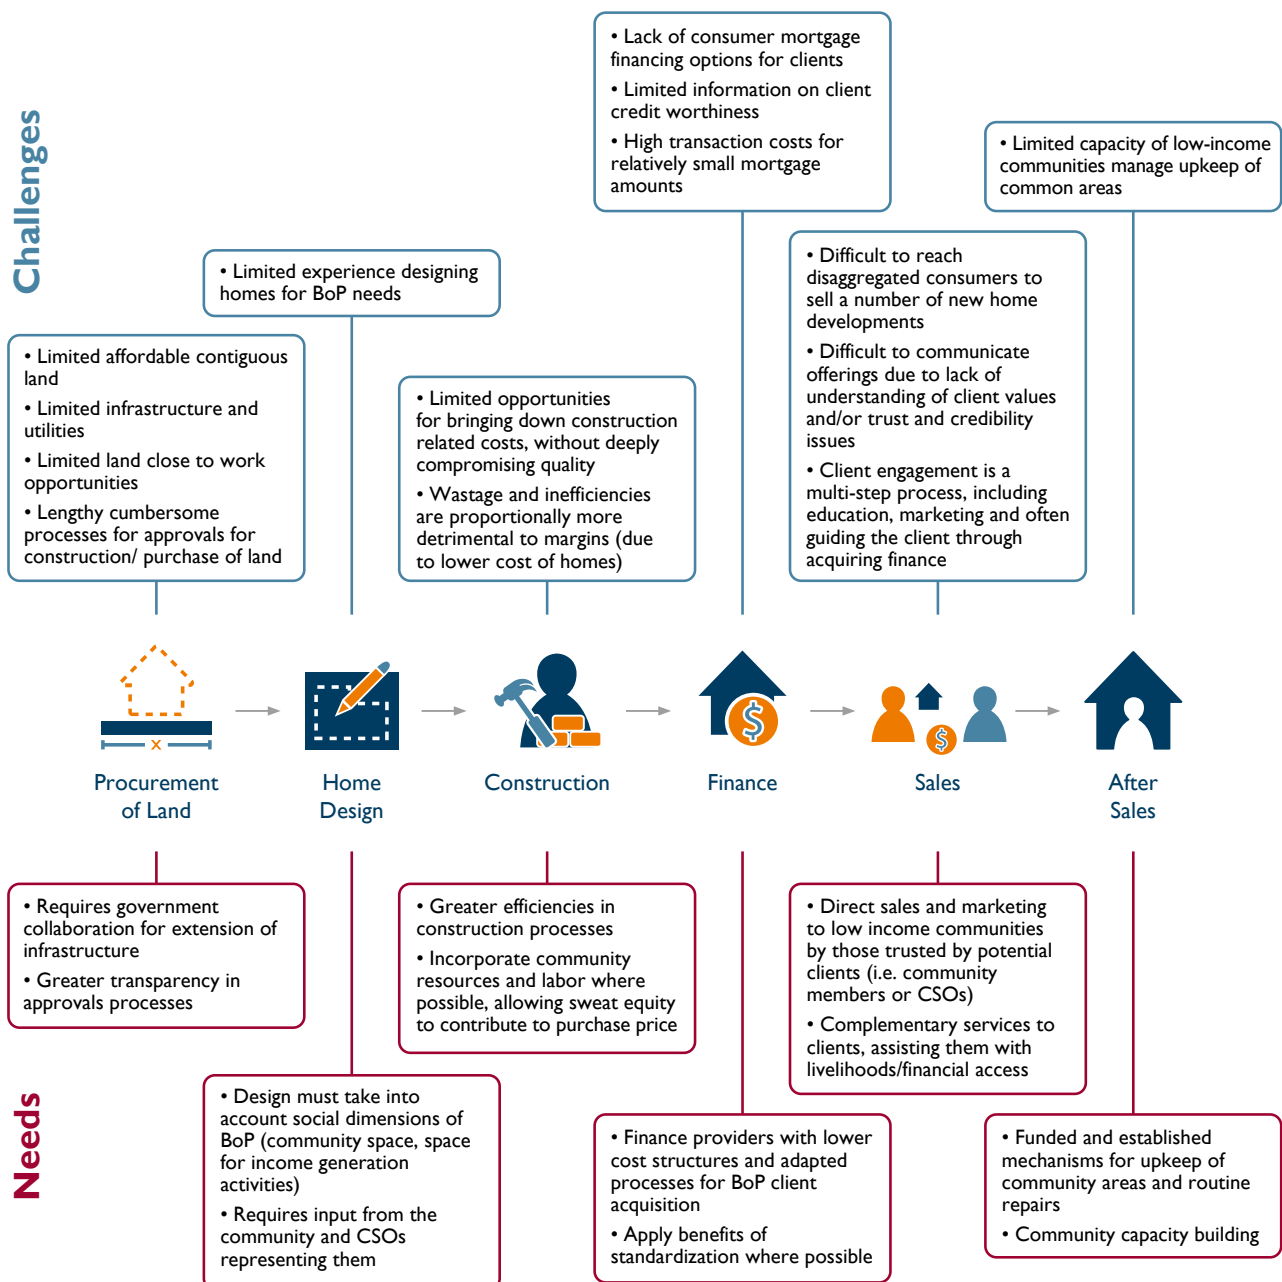 Challenges
• Lack of consumer mortgage
financing options for clients
• Limited information on client
credit worthiness
• High transaction costs for
relatively small mortgage
amounts
• Limited capacity of low-income
communities manage upkeep of
common areas
• Limited experience designing
homes for BoP needs
• Difficult to reach
disaggregated consumers to
sell a number of new home
developments
• Difficult to communicate
offerings due to lack of
understanding of client values
and/or trust and credibility
issues
• Client engagement is a
multi-step process, including
education, marketing and often
guiding the client through
acquiring finance
• Limited affordable contiguous
land
• Limited infrastructure and
utilities
• Limited land close to work
opportunities
• Lengthy cumbersome
processes for approvals for
construction/ purchase of land
• Limited opportunities
for bringing down construction
related costs, without deeply
compromising quality
• Wastage and inefficiencies
are proportionally more
detrimental to margins (due
to lower cost of homes)
x
$
$
Procurement
of Land
Home
Design
Construction
Finance
Sales
After
Sales
Needs
• Requires government
collaboration for extension of
infrastructure
• Greater transparency in
approvals processes
• Greater efficiencies in
construction processes
• Incorporate community
resources and labor where
possible, allowing sweat equity
to contribute to purchase price
• Direct sales and marketing
to low income communities
by those trusted by potential
clients (i.e. community
members or CSOs)
• Complementary services to
clients, assisting them with
livelihoods/financial access
• Design must take into
account social dimensions of
BoP (community space, space
for income generation
activities)
• Requires input from the
community and CSOs
representing them
• Finance providers with lower
cost structures and adapted
processes for BoP client
acquisition
• Apply benefits of
standardization where possible
• Funded and established
mechanisms for upkeep of
community areas and routine
repairs
• Community capacity building